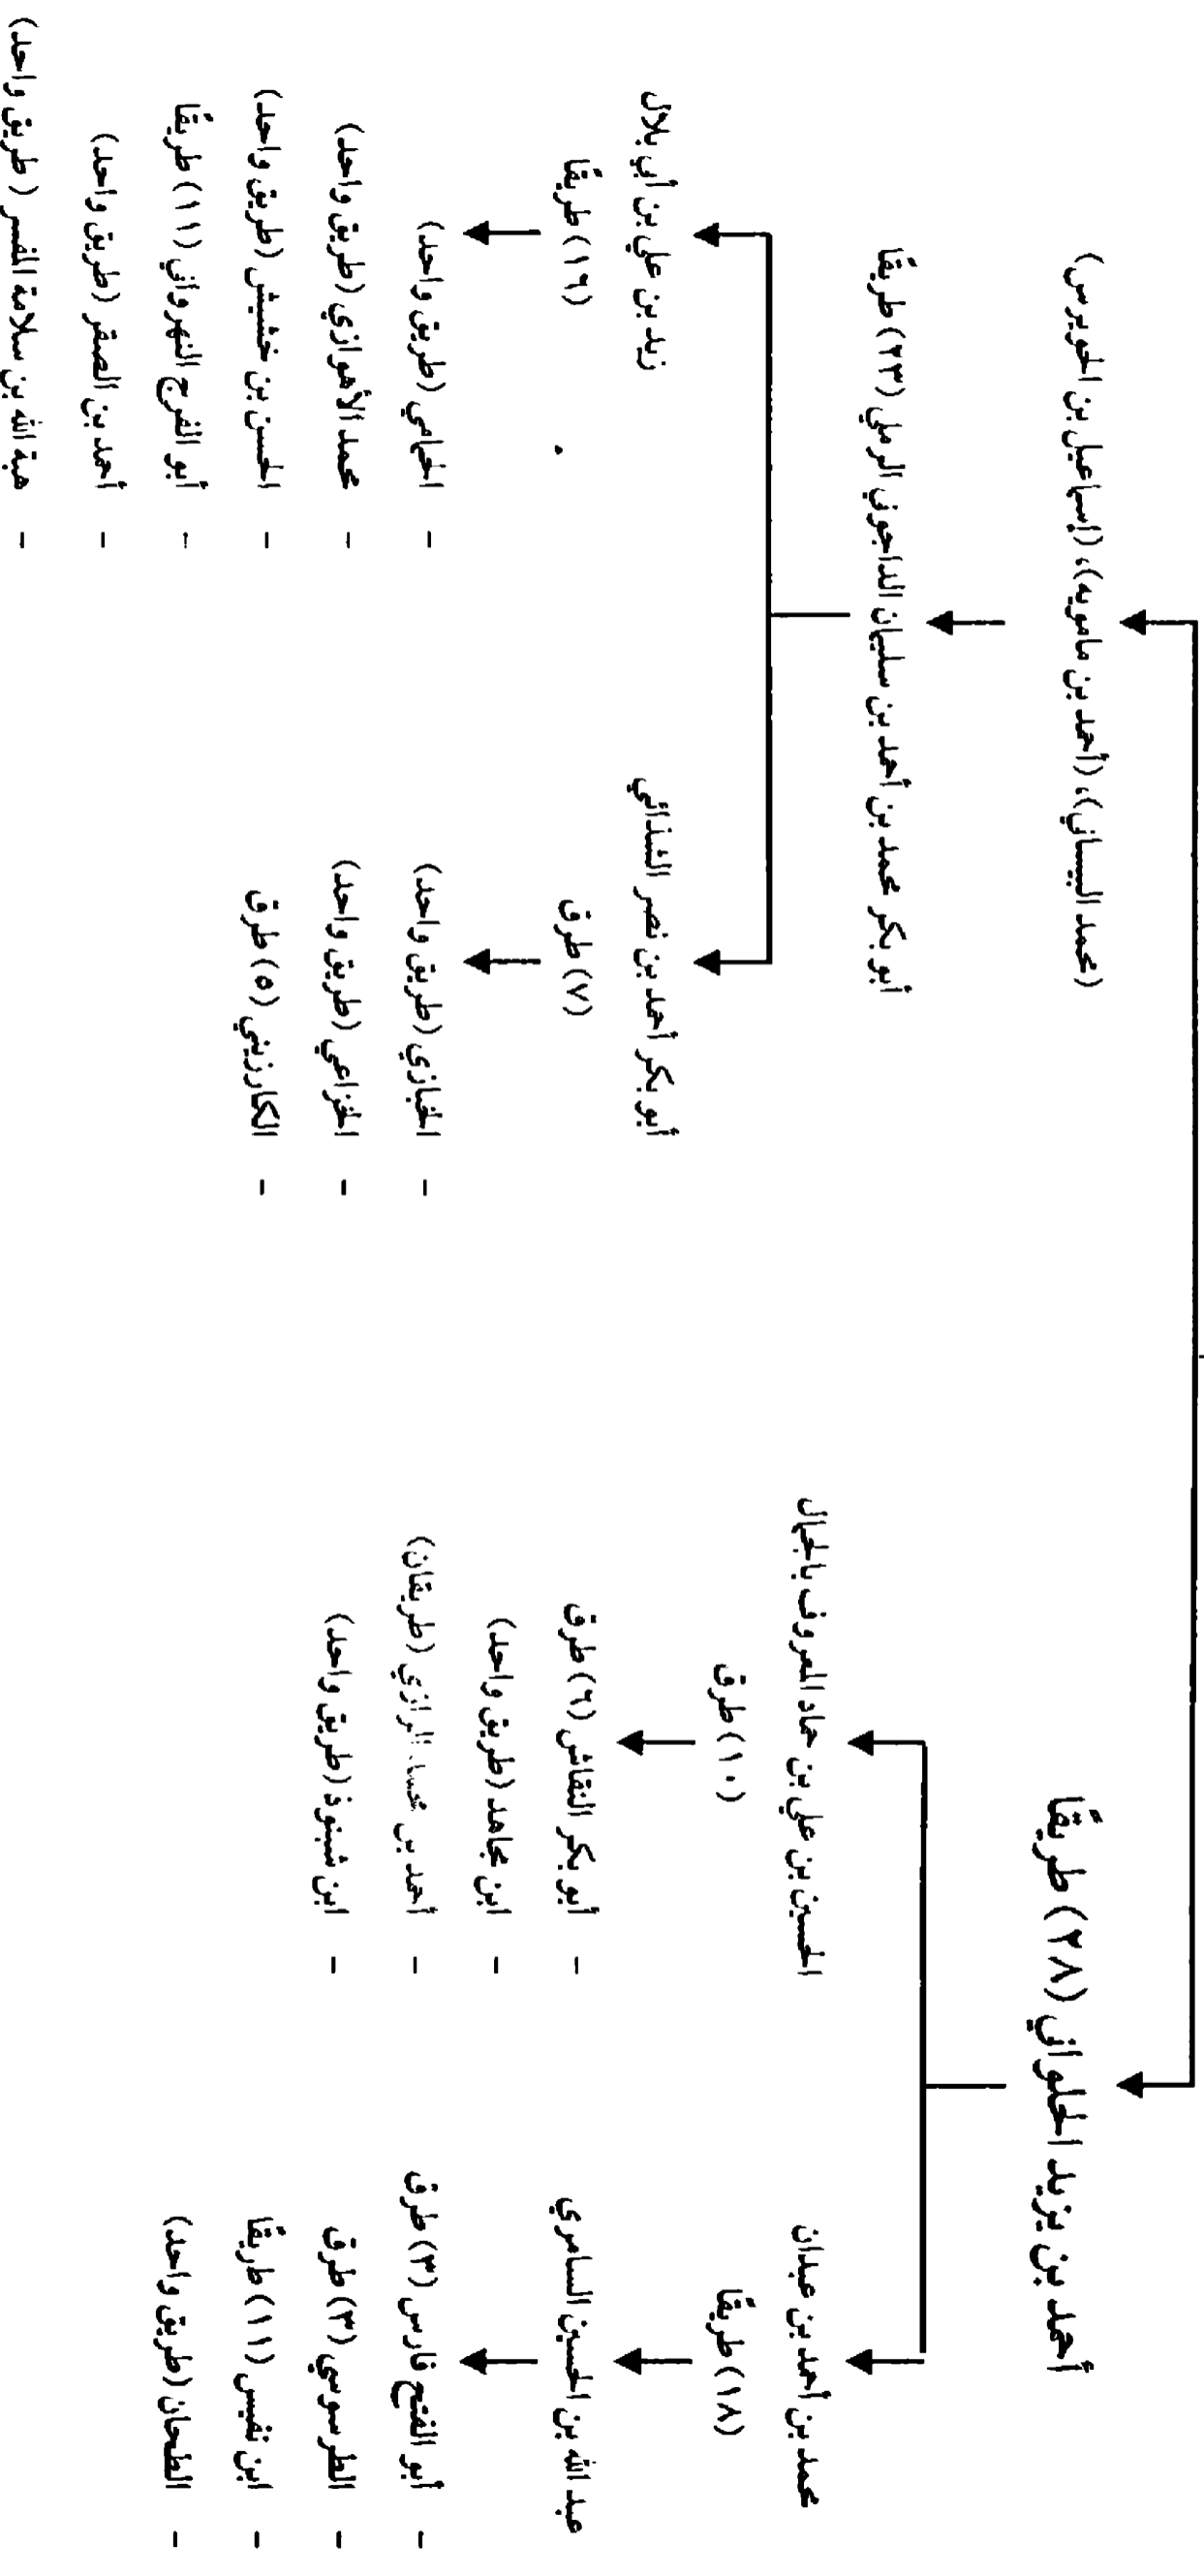 أحمد بن يزيد الحلواني (٢٨) طريقًا
محمد بن أحمد بن عبدان
(١٨) طريقًا
عبد الله بن الحسين السامري
- أبو الفتح فارس (٣) طرق
- الطرسوسي (٣) طرق
- ابن نفيس (١١) طريقًا
- الطحان (طريق واحد)
الحسين بن علي بن حماد المعروف بالجمال
(١٠) طرق
- أبو بكر النقاش (٦) طرق
- ابن مجاهد (طريق واحد)
- أحمد بن الرازي (طريقان)
- ابن شنبوذ (طريق واحد)
(محمد البيساني)، (أحمد بن مامويه)، (إسماعيل بن الحويرس)
أبو بكر محمد بن أحمد بن سليمان الداجوني الرملي (٢٣) طريقًا
أبو بكر أحمد بن نصر الشذائي
(٧) طرق
- الخبازي (طريق واحد)
- الخزاعي (طريق واحد)
- الكارزيني (٥) طرق
زيد بن علي بن أبي بلال
(١٦) طريقًا
- الحمامي (طريق واحد)
- محمد الأهوازي (طريق واحد)
- الحسن بن خشيش (طريق واحد)
- أبو الفرج النهرواني (١١) طريقًا
- أحمد بن الصقر (طريق واحد)
- هبة الله بن سلامة المفسر (طريق واحد)